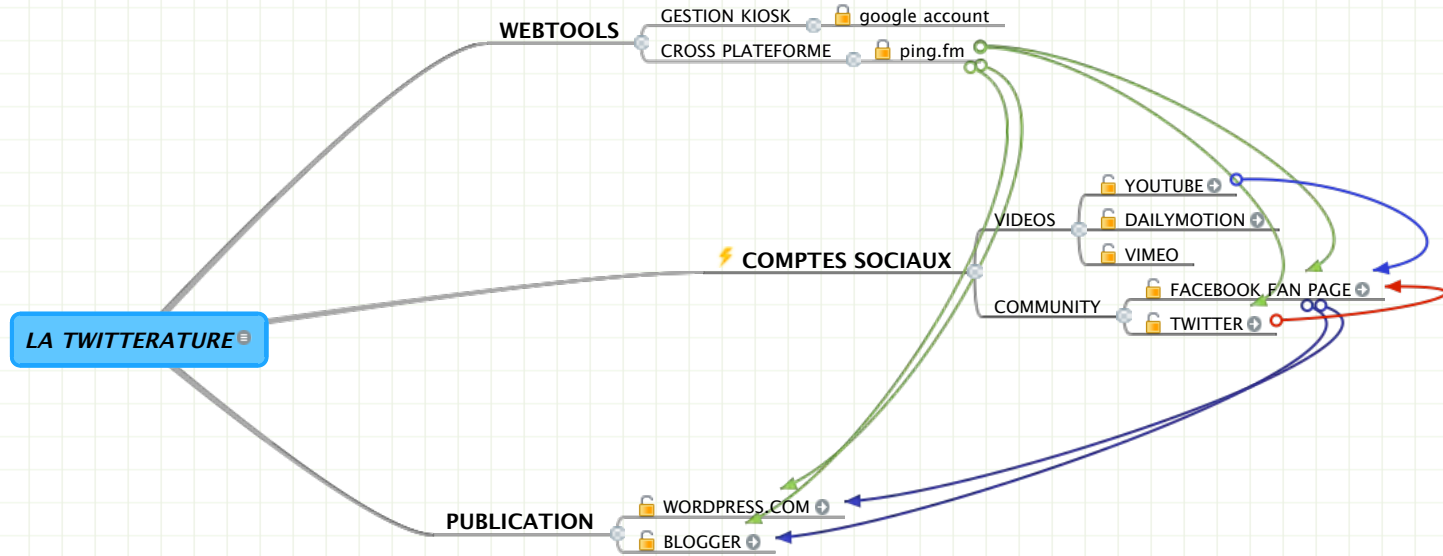 WEBTOOLS
GESTION KIOSK
google account
CROSS PLATEFORME
ping.fm
COMPTES SOCIAUX
VIDEOS
YOUTUBE
DAILYMOTION
VIMEO
COMMUNITY
FACEBOOK FAN PAGE
TWITTER
LA TWITTERATURE
PUBLICATION
WORDPRESS.COM
BLOGGER